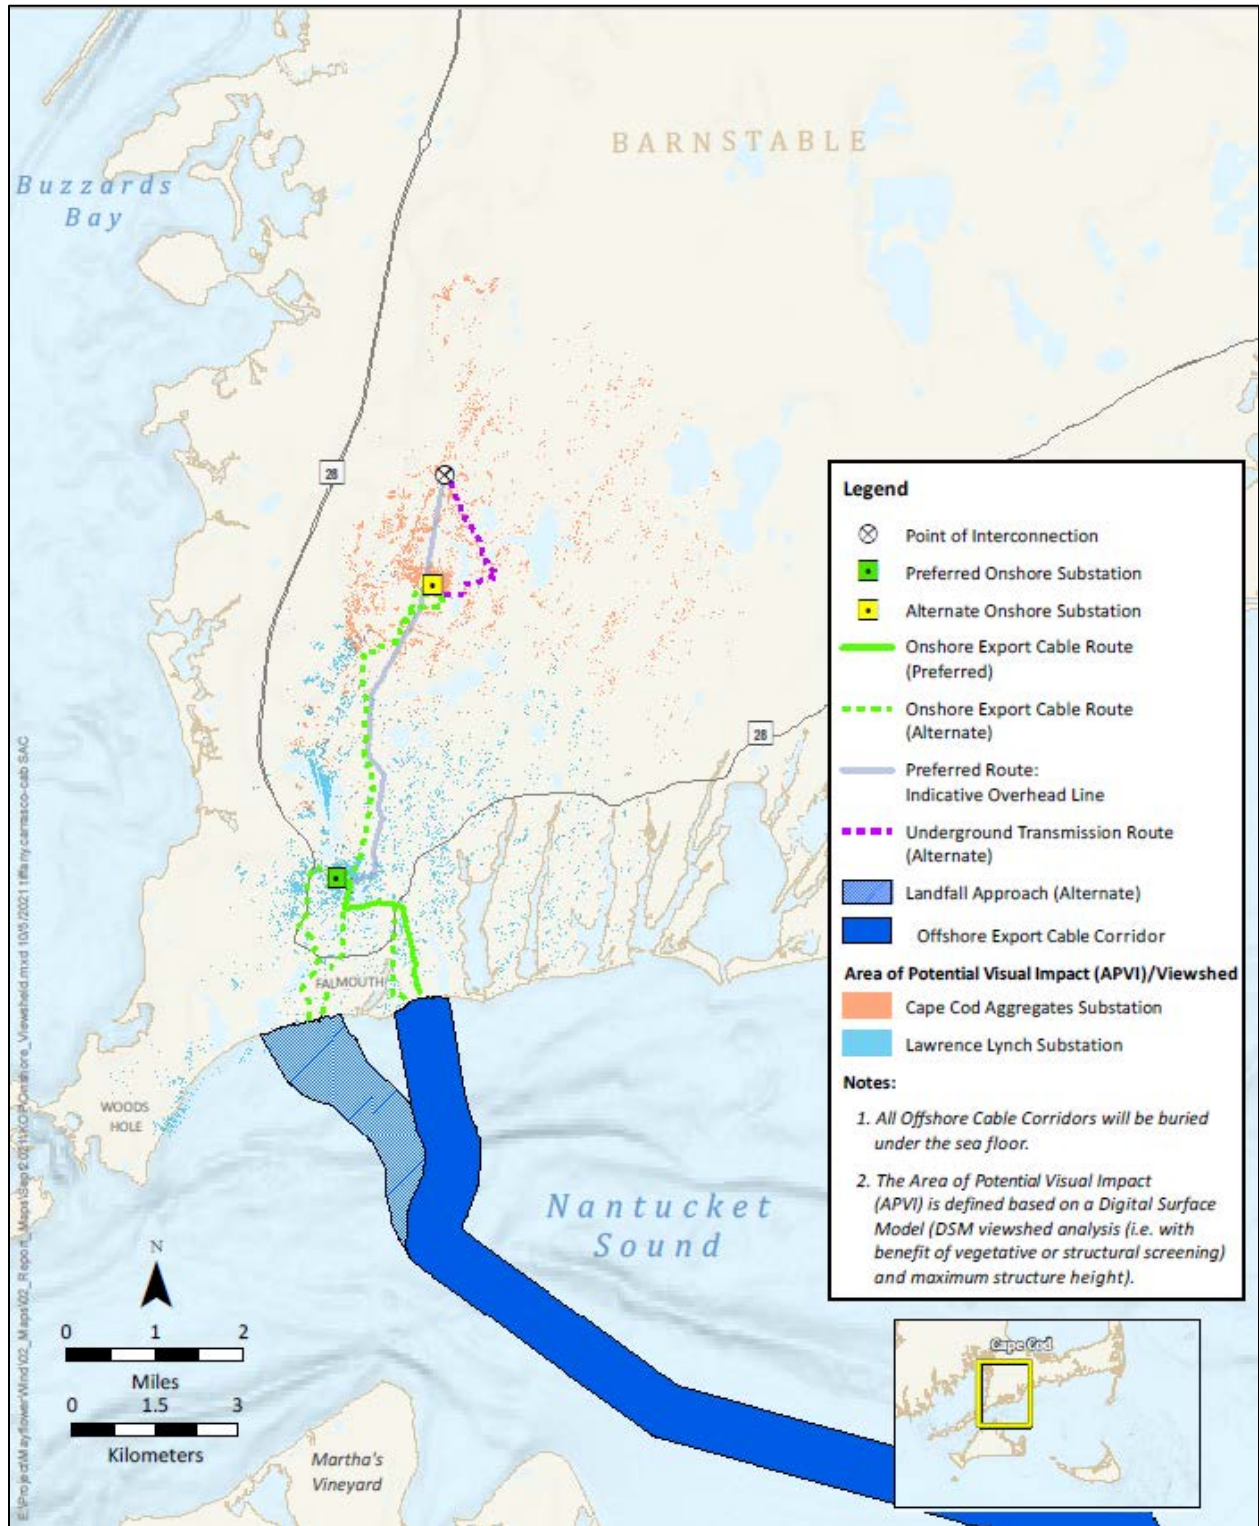 BARNSTABLE
Buzzards
Bay
28
28
FALMOUTH
WOODS
HOLE
Nantucket
Sound
Martha's
Vineyard
N
0 1 2
Miles
0 1.5 3
Kilometers
Legend
Point of Interconnection
Preferred Onshore Substation
Alternate Onshore Substation
Onshore Export Cable Route
(Preferred)
Onshore Export Cable Route
(Alternate)
Preferred Route:
Indicative Overhead Line
Underground Transmission Route
(Alternate)
Landfall Approach (Alternate)
Offshore Export Cable Corridor
Area of Potential Visual Impact (APVI)/Viewshed
Cape Cod Aggregates Substation
Lawrence Lynch Substation
Notes:
1. All Offshore Cable Corridors will be buried
under the sea floor.
2. The Area of Potential Visual Impact
(APVI) is defined based on a Digital Surface
Model (DSM viewshed analysis (i.e. with
benefit of vegetative or structural screening)
and maximum structure height).
Cape Cod